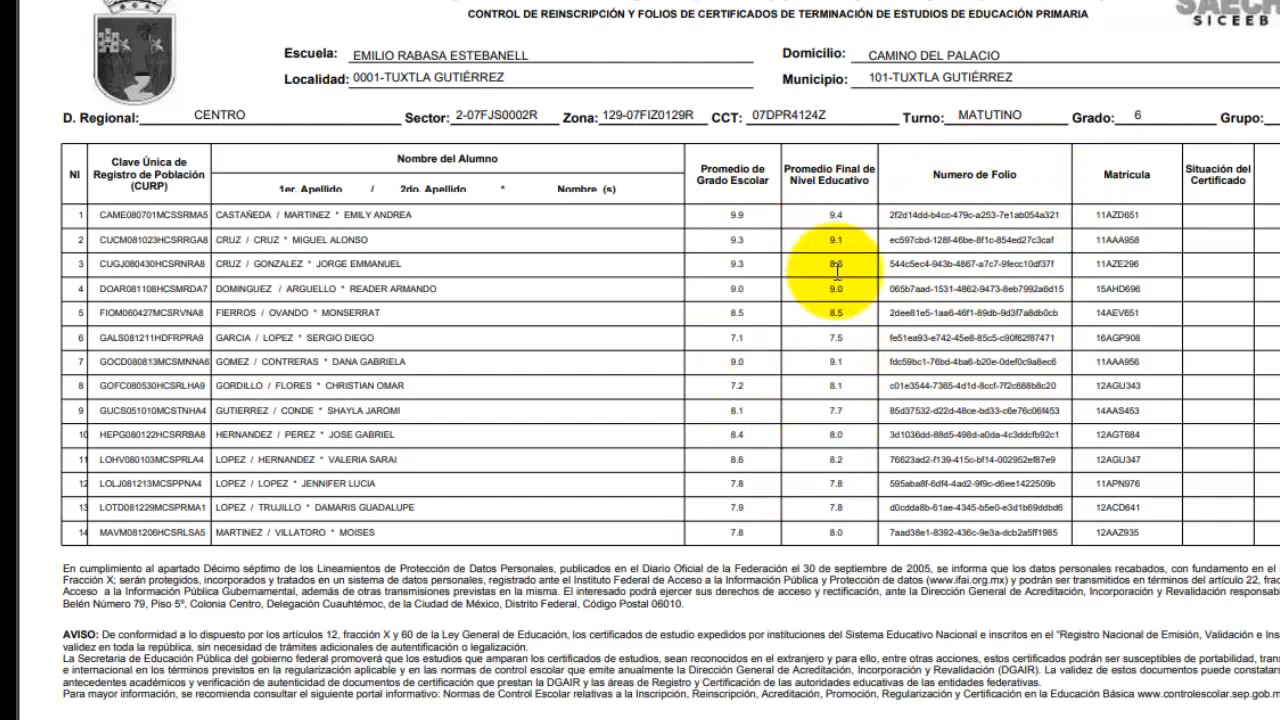 CONTROL DE REINSCRIPCIÓN Y FOLIOS DE CERTIFICADOS DE TERMINACIÓN DE ESTUDIOS DE EDUCACIÓN PRIMARIA
SICEEB
Escuela: EMILIO RABASA ESTEBANELL Domicilio: CAMINO DEL PALACIO
Localidad: 0001-TUXTLA GUTIÉRREZ Municipio: 101-TUXTLA GUTIÉRREZ
D. Regional: CENTRO Sector: 2-07FJS0002R Zona: 129-07FIZ0129R CCT: 07DPR4124Z Turno: MATUTINO Grado: 6 Grupo:
NI Clave Única de Registro de Población (CURP) Nombre del Alumno Promedio de Grado Escolar Promedio Final de Nivel Educativo Numero de Folio Matrícula Situación del Certificado
1er. Apellido / 2do. Apellido * Nombre (s)
1 CAME080701MCSSRMA5 CASTAÑEDA / MARTINEZ * EMILY ANDREA 9.9 9.4 2f2d14dd-b4cc-479c-a253-7e1ab054a321 11AZD651
2 CUCM081023HCSRRGA8 CRUZ / CRUZ * MIGUEL ALONSO 9.3 9.1 ec597cbd-128f-46be-8f1c-854ed27c3caf 11AAA958
3 CUGJ080430HCSRNRA8 CRUZ / GONZALEZ * JORGE EMMANUEL 9.3 544c5ec4-943b-4867-a7c7-9fecc10df37f 11AZE296
4 DOAR081108HCSMRDA7 DOMINGUEZ / ARGUELLO * READER ARMANDO 9.0 9.0 065b7aad-1531-4862-9473-8eb7992a6d15 15AHD696
5 FIOM060427MCSRVNA8 FIERROS / OVANDO * MONSERRAT 8.5 8.5 2dee81e5-1aa6-46f1-89db-9d3f7a8db0cb 14AEV651
6 GALS081211HDFRPRA9 GARCIA / LOPEZ * SERGIO DIEGO 7.1 7.5 fe51ea93-e742-45e8-85c5-c90f62f87471 16AGP908
7 GOCD080813MCSMNNA6 GOMEZ / CONTRERAS * DANA GABRIELA 9.0 9.1 fdc59bc1-76bd-4ba6-b20e-0def0c9a8ec6 11AAA956
8 GOFC080530HCSRLHA9 GORDILLO / FLORES * CHRISTIAN OMAR 7.2 8.1 c01e3544-7365-4d1d-8ccf-7f2c688b8c20 12AGU343
9 GUCS051010MCSTNHA4 GUTIERREZ / CONDE * SHAYLA JAROMI 8.1 7.7 85d37532-d22d-48ce-bd33-c6e76c06f453 14AAS453
10 HEPG080122HCSRRBA8 HERNANDEZ / PEREZ * JOSE GABRIEL 8.4 8.0 3d1036dd-88d5-498d-a0da-4c3ddcfb92c1 12AGT684
11 LOHV080103MCSPRLA4 LOPEZ / HERNANDEZ * VALERIA SARAI 8.6 8.2 76623ad2-f139-415c-bf14-002952ef87e9 12AGU347
12 LOLJ081213MCSPPNA4 LOPEZ / LOPEZ * JENNIFER LUCIA 7.8 7.8 595aba8f-6df4-4ad2-9f9c-d6ee1422509b 11APN976
13 LOTD081229MCSPRMA1 LOPEZ / TRUJILLO * DAMARIS GUADALUPE 7.9 7.8 d0cdda8b-61ae-4345-b5e0-e3d1b69ddbd6 12ACD641
14 MAVM081206HCSRLSA5 MARTINEZ / VILLATORO * MOISES 7.8 8.0 7aad38e1-8392-436c-9e3a-dcb2a5ff1985 12AAZ935
En cumplimiento al apartado Décimo séptimo de los Lineamientos de Protección de Datos Personales, publicados en el Diario Oficial de la Federación el 30 de septiembre de 2005, se informa que los datos personales recabados, con fundamento en el
Fracción X; serán protegidos, incorporados y tratados en un sistema de datos personales, registrado ante el Instituto Federal de Acceso a la Información Pública y Protección de datos (www.ifai.org.mx) y podrán ser transmitidos en términos del artículo 22,
Acceso a la Información Pública Gubernamental, además de otras transmisiones previstas en la misma. El interesado podrá ejercer sus derechos de acceso y rectificación, ante la Dirección General de Acreditación, Incorporación y Revalidación
Belén Número 79, Piso 5º, Colonia Centro, Delegación Cuauhtémoc, de la Ciudad de México, Distrito Federal, Código Postal 06010.
AVISO: De conformidad a lo dispuesto por los artículos 12, fracción X y 60 de la Ley General de Educación, los certificados de estudio expedidos por instituciones del Sistema Educativo Nacional e inscritos en el "Registro Nacional de Emisión, Validación e
validez en toda la república, sin necesidad de trámites adicionales de autentificación o legalización.
La Secretaria de Educación Pública del gobierno federal promoverá que los estudios que amparan los certificados de estudios, sean reconocidos en el extranjero y para ello, entre otras acciones, estos certificados podrán ser susceptibles de portabilidad,
e internacional en los términos previstos en la regularización aplicable y en las normas de control escolar que emite anualmente la Dirección General de Acreditación, Incorporación y Revalidación (DGAIR). La validez de estos documentos puede
antecedentes académicos y verificación de autenticidad de documentos de certificación que prestan la DGAIR y las áreas de Registro y Certificación de las autoridades educativas de las entidades federativas.
Para mayor información, se recomienda consultar el siguiente portal informativo: Normas de Control Escolar relativas a la Inscripción, Reinscripción, Acreditación, Promoción, Regularización y Certificación en la Educación Básica www.controlescolar.sep.gob.m